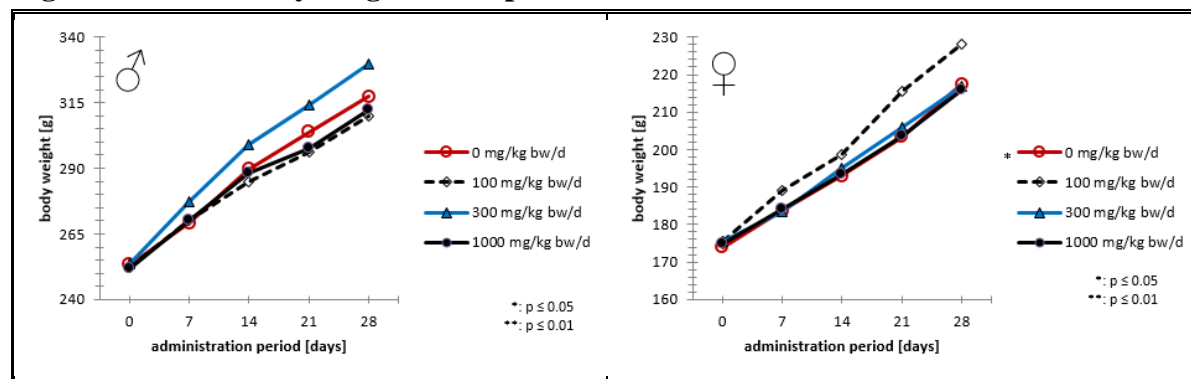 340
315
290
265
240
body weight [g]
0 7 14 21 28
administration period [days]
0 mg/kg bw/d
100 mg/kg bw/d
300 mg/kg bw/d
1000 mg/kg bw/d
*: p ≤ 0.05
**: p ≤ 0.01
230
220
210
200
190
180
170
160
body weight [g]
0 7 14 21 28
administration period [days]
* 0 mg/kg bw/d
100 mg/kg bw/d
300 mg/kg bw/d
1000 mg/kg bw/d
*: p ≤ 0.05
**: p ≤ 0.01